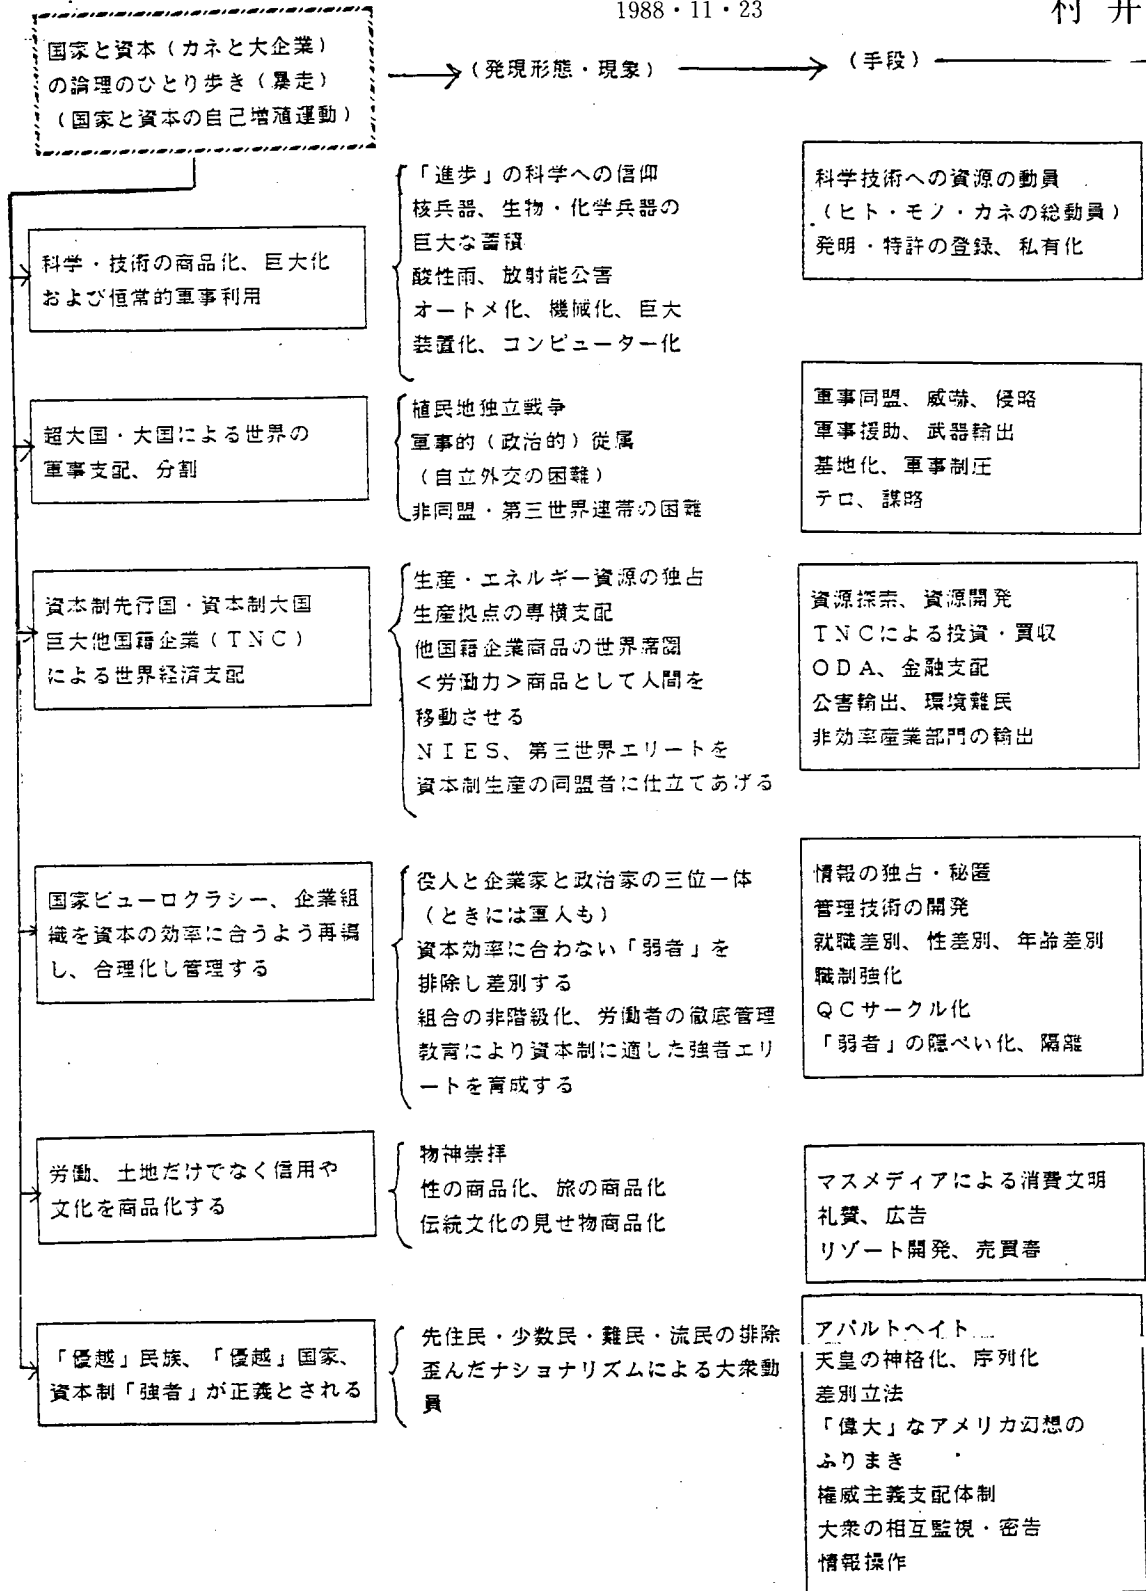 1988・11・23
村井
国家と資本（カネと大企業）
の論理のひとり歩き（暴走）
（国家と資本の自己増殖運動）
（発現形態・現象）
（手段）
科学・技術の商品化、巨大化
および恒常的軍事利用
「進歩」の科学への信仰
核兵器、生物・化学兵器の
巨大な蓄積
酸性雨、放射能公害
オートメ化、機械化、巨大
装置化、コンピューター化
科学技術への資源の動員
（ヒト・モノ・カネの総動員）
発明・特許の登録、私有化
超大国・大国による世界の
軍事支配、分割
植民地独立戦争
軍事的（政治的）従属
（自立外交の困難）
非同盟・第三世界連帯の困難
軍事同盟、威嚇、侵略
軍事援助、武器輸出
基地化、軍事制圧
テロ、謀略
資本制先行国・資本制大国
巨大他国籍企業（ＴＮＣ）
による世界経済支配
生産・エネルギー資源の独占
生産拠点の専横支配
他国籍企業商品の世界席圏
＜労働力＞商品として人間を
移動させる
ＮＩＥＳ、第三世界エリートを
資本制生産の同盟者に仕立てあげる
資源探索、資源開発
ＴＮＣによる投資・買収
ＯＤＡ、金融支配
公害輸出、環境難民
非効率産業部門の輸出
国家ビューロクラシー、企業組
織を資本の効率に合うよう再編
し、合理化し管理する
役人と企業家と政治家の三位一体
（ときには軍人も）
資本効率に合わない「弱者」を
排除し差別する
組合の非階級化、労働者の徹底管理
教育により資本制に適した強者エリ
ートを育成する
情報の独占・秘匿
管理技術の開発
就職差別、性差別、年齢差別
職制強化
ＱＣサークル化
「弱者」の隠ぺい化、隔離
労働、土地だけでなく信用や
文化を商品化する
物神崇拝
性の商品化、旅の商品化
伝統文化の見せ物商品化
マスメディアによる消費文明
礼賛、広告
リゾート開発、売買春
「優越」民族、「優越」国家、
資本制「強者」が正義とされる
先住民・少数民・難民・流民の排除
歪んだナショナリズムによる大衆動
員
アパルトヘイト
天皇の神格化、序列化
差別立法
「偉大」なアメリカ幻想の
ふりまき
権威主義支配体制
大衆の相互監視・密告
情報操作